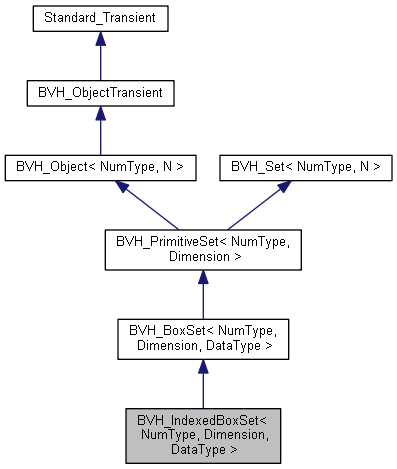 Standard_Transient
BVH_ObjectTransient
BVH_Object< NumType, N >
BVH_Set< NumType, N >
BVH_PrimitiveSet< NumType,
Dimension >
BVH_BoxSet< NumType,
Dimension, DataType >
BVH_IndexedBoxSet<
NumType, Dimension,
DataType >